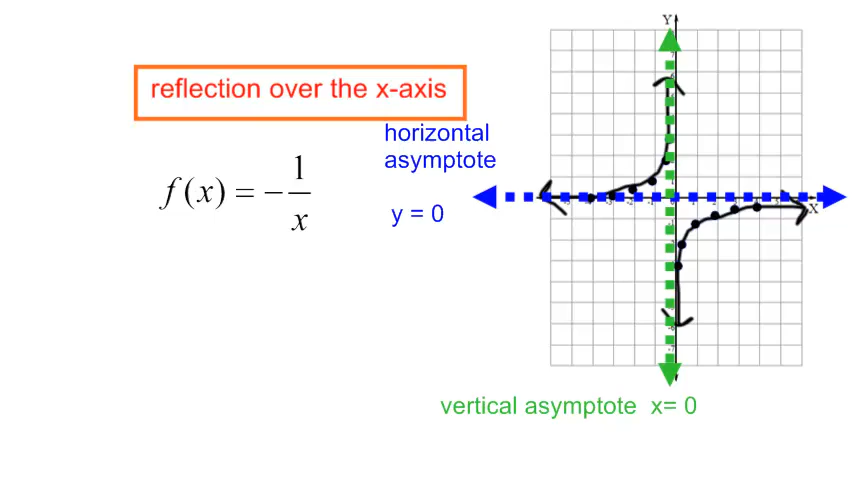 Y
reflection over the x-axis
horizontal
asymptote
f(x) = -1/x
y = 0
X
vertical asymptote x= 0